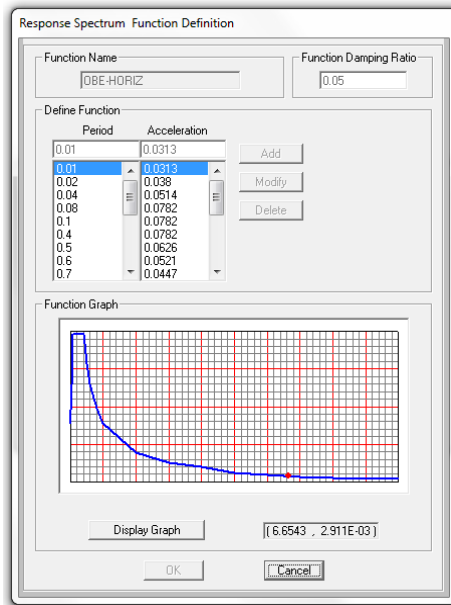 Response Spectrum Function Definition
Function Name
Function Damping Ratio
OBE-HORIZ
0.05
Define Function
Period Acceleration
0.01 0.0313 Add
0.01 0.0313
0.02 0.038
0.04 0.0514 Modify
0.08 0.0782
0.1 0.0782
0.4 0.0782 Delete
0.5 0.0626
0.6 0.0521
0.7 0.0447
Function Graph
Display Graph (6.6543 , 2.911E-03)
OK Cancel